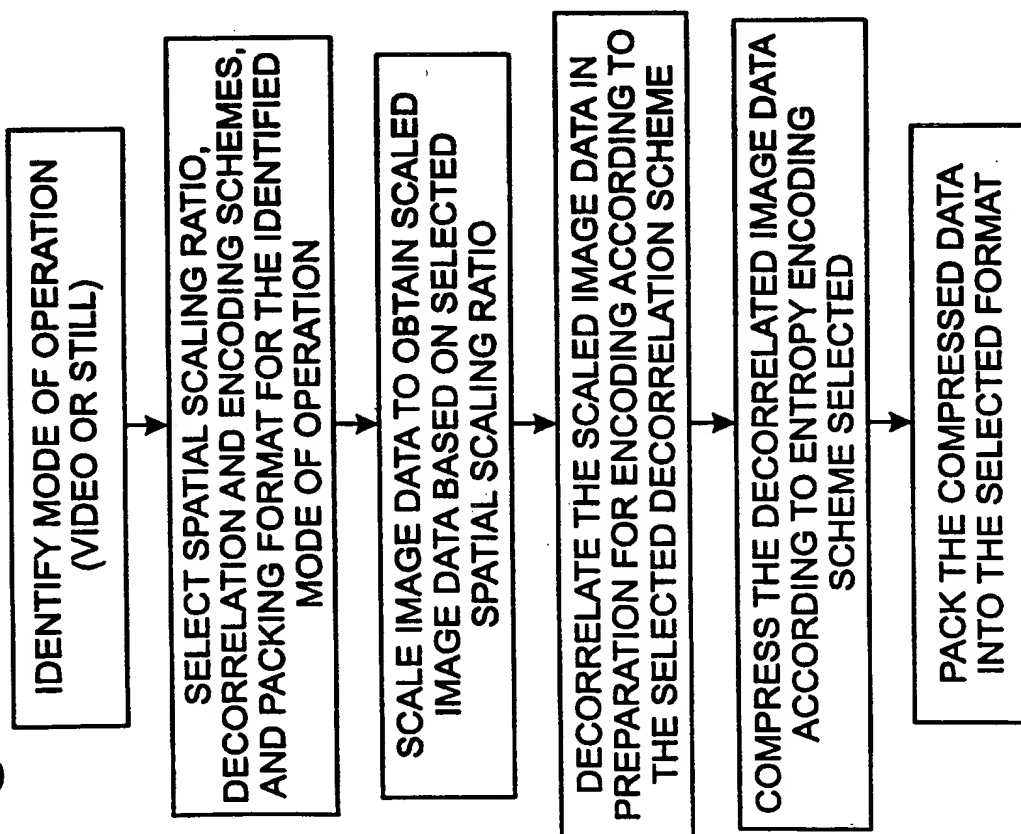 IDENTIFY MODE OF OPERATION
(VIDEO OR STILL)
SELECT SPATIAL SCALING RATIO,
DECORRELATION AND ENCODING SCHEMES,
AND PACKING FORMAT FOR THE IDENTIFIED
MODE OF OPERATION
SCALE IMAGE DATA TO OBTAIN SCALED
IMAGE DATA BASED ON SELECTED
SPATIAL SCALING RATIO
DECORRELATE THE SCALED IMAGE DATA IN
PREPARATION FOR ENCODING ACCORDING TO
THE SELECTED DECORRELATION SCHEME
COMPRESS THE DECORRELATED IMAGE DATA
ACCORDING TO ENTROPY ENCODING
SCHEME SELECTED
PACK THE COMPRESSED DATA
INTO THE SELECTED FORMAT